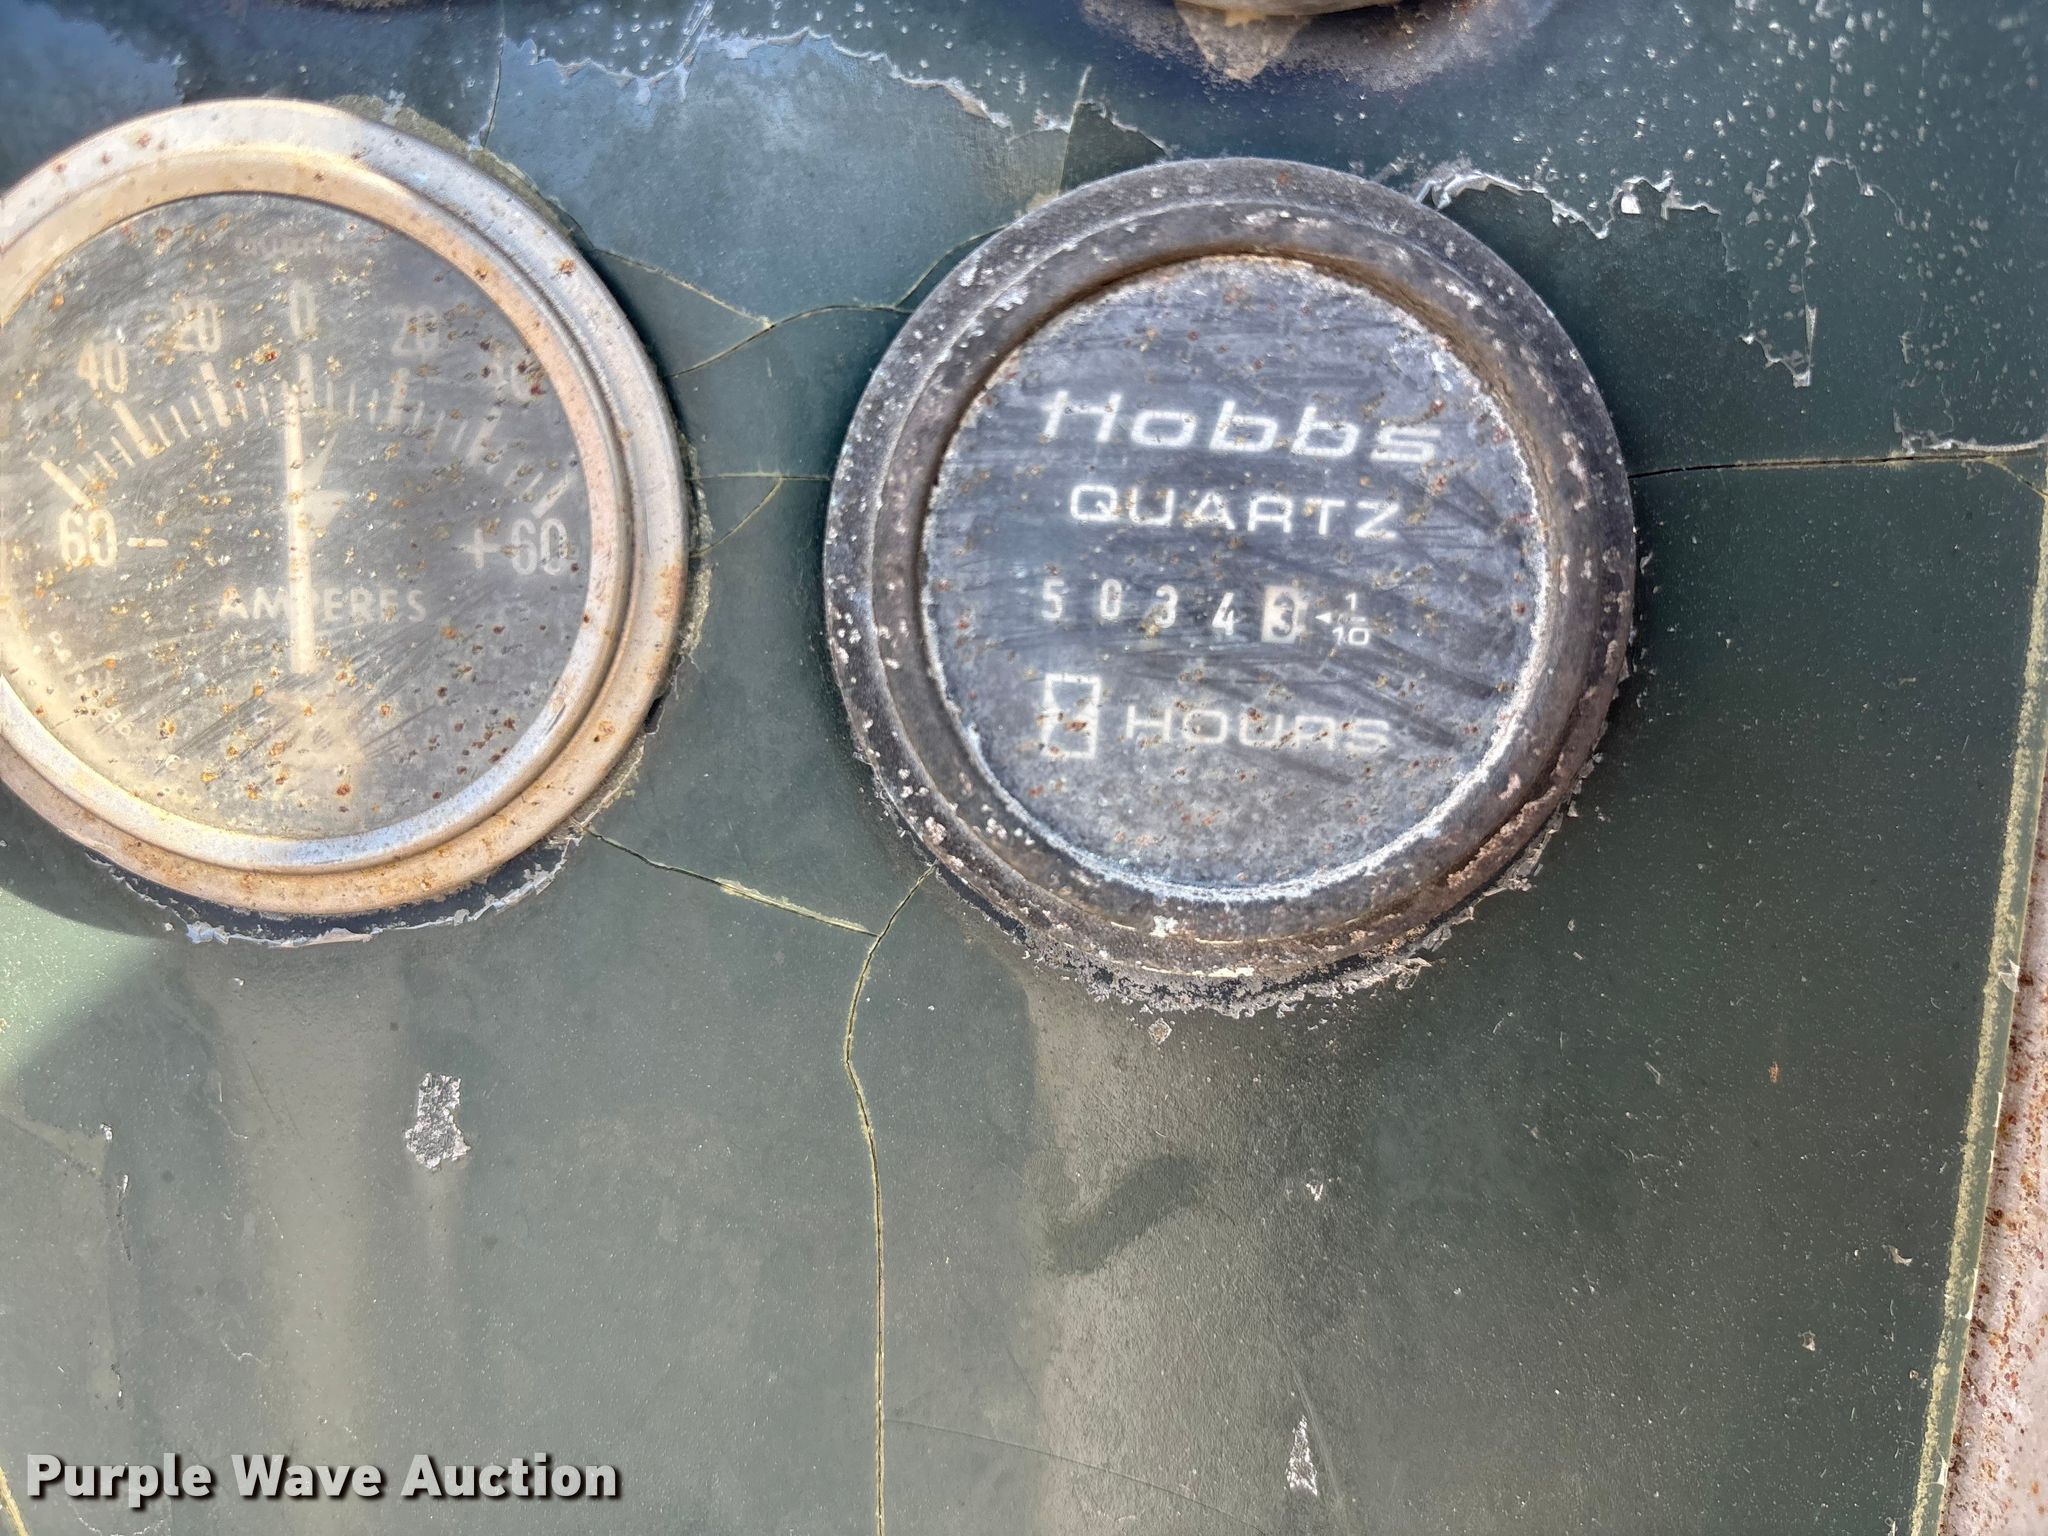 40 20 0 20 40
60 - + 60
AMPERES
Hobbs
QUARTZ
5 0 3 4 3 ◄ 1/10
HOURS
Purple Wave Auction